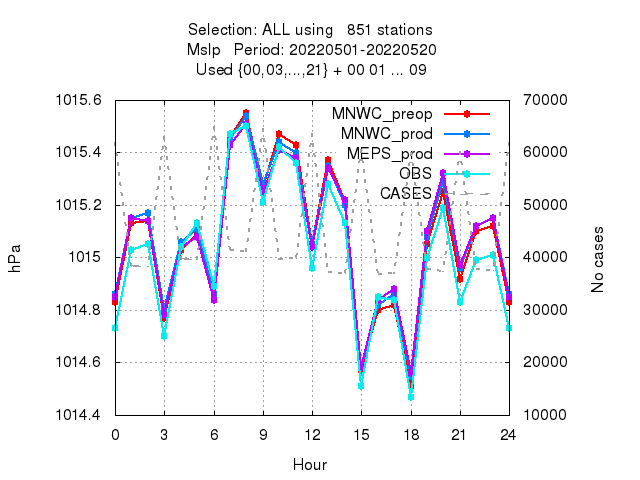 Selection: ALL using   851 stations
Mslp   Period: 20220501-20220520
Used {00,03,...,21} + 00 01 ... 09
MNWC_preop
MNWC_prod
MEPS_prod
OBS
CASES
hPa
1015.6
1015.4
1015.2
1015
1014.8
1014.6
1014.4
70000
60000
50000
40000
30000
20000
10000
No cases
0 3 6 9 12 15 18 21 24
Hour